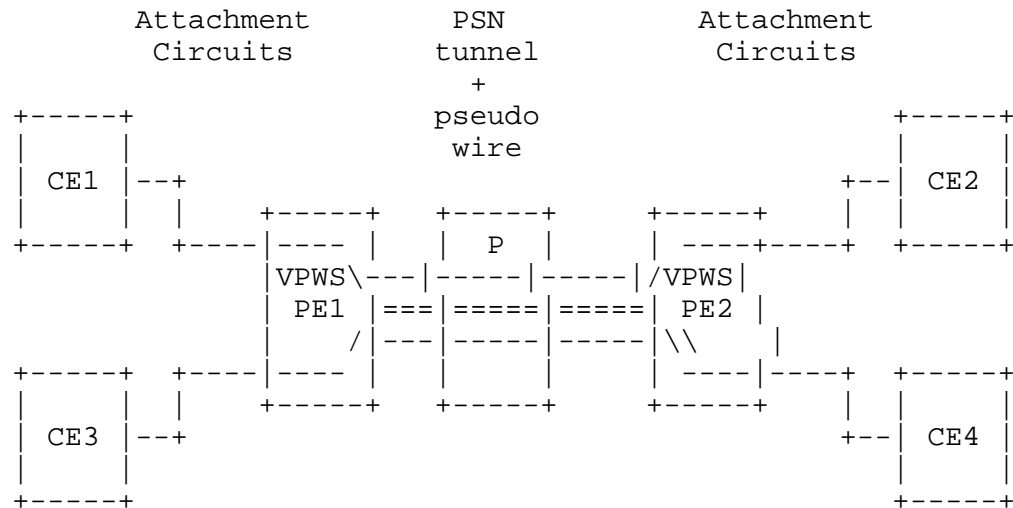 Attachment PSN Attachment
Circuits tunnel Circuits
+
pseudo
wire
CE1 CE2
P
VPWS VPWS
PE1 PE2
CE3 CE4